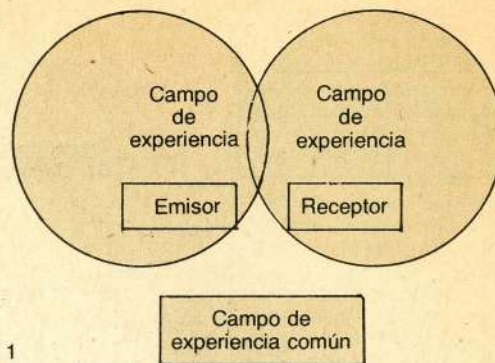 Campo
de
experiencia
Emisor
Campo
de
experiencia
Receptor
Campo de
experiencia común
1